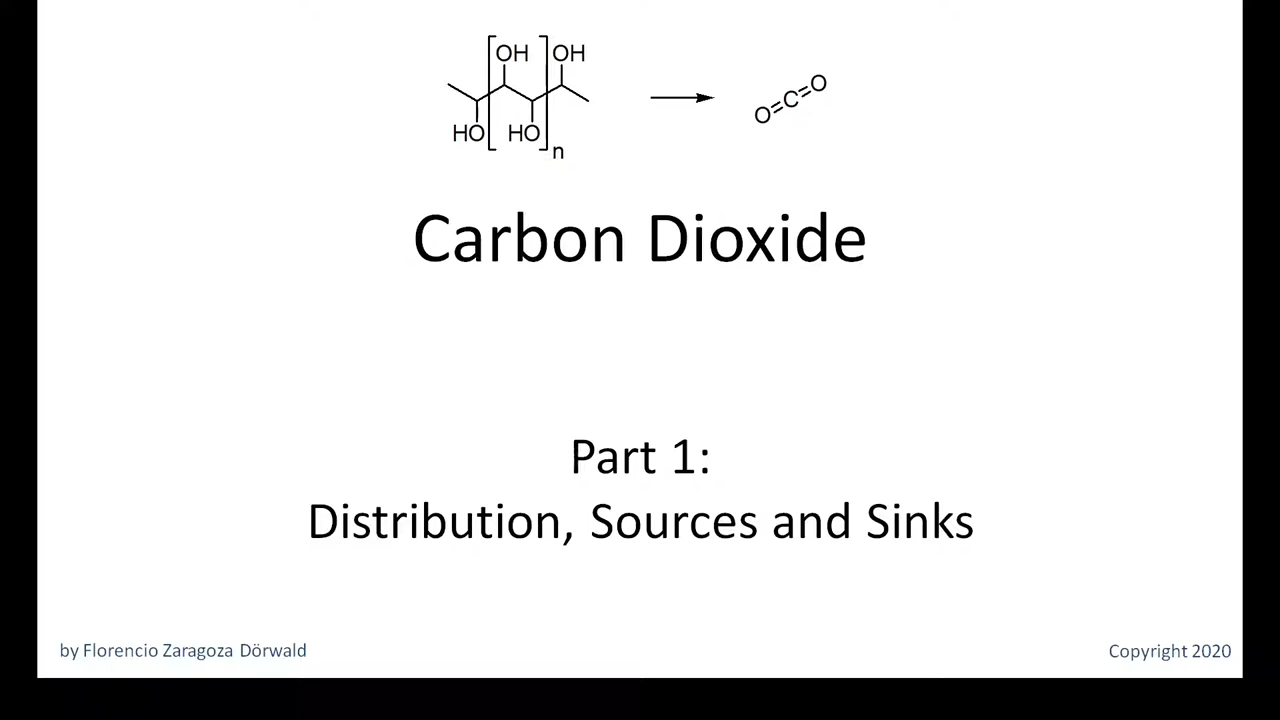 OH OH
HO HO n
O=C=O
Carbon Dioxide
Part 1:
Distribution, Sources and Sinks
by Florencio Zaragoza Dörwald
Copyright 2020